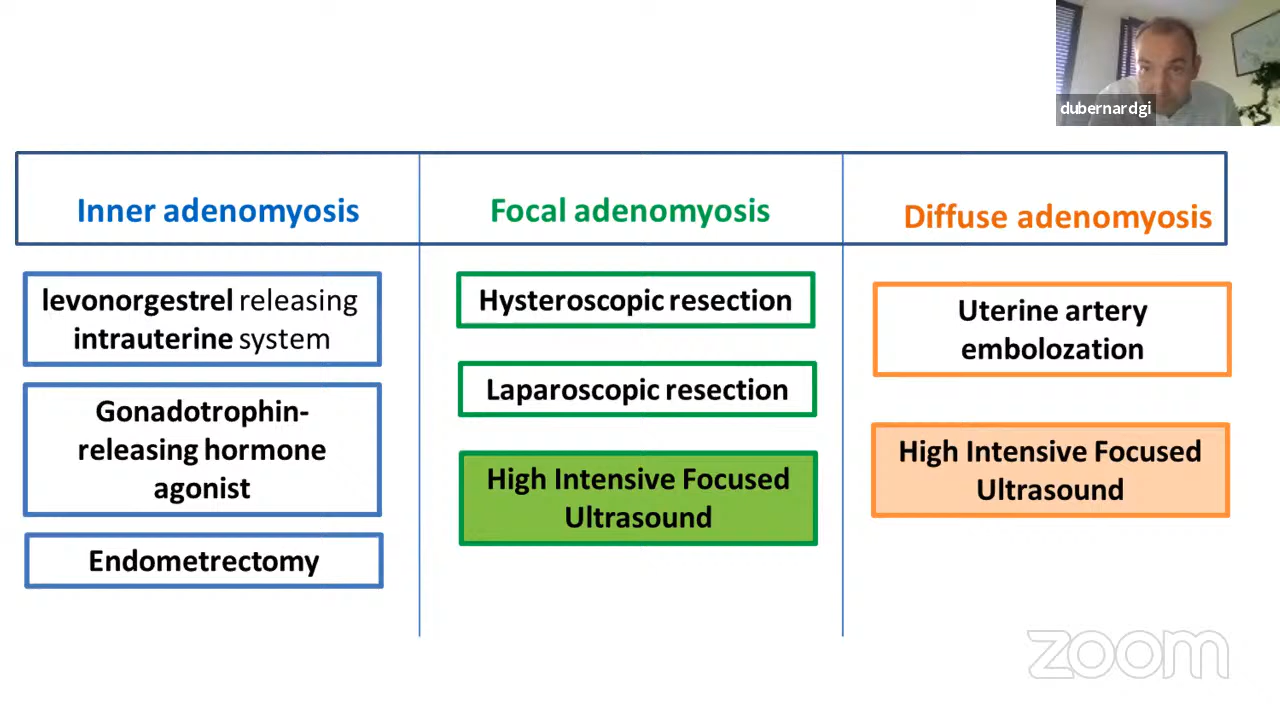 dubernardgi
Inner adenomyosis
Focal adenomyosis
Diffuse adenomyosis
levonorgestrel releasing
intrauterine system
Gonadotrophin-
releasing hormone
agonist
Endometrectomy
Hysteroscopic resection
Laparoscopic resection
High Intensive Focused
Ultrasound
Uterine artery
embolozation
High Intensive Focused
Ultrasound
zoom